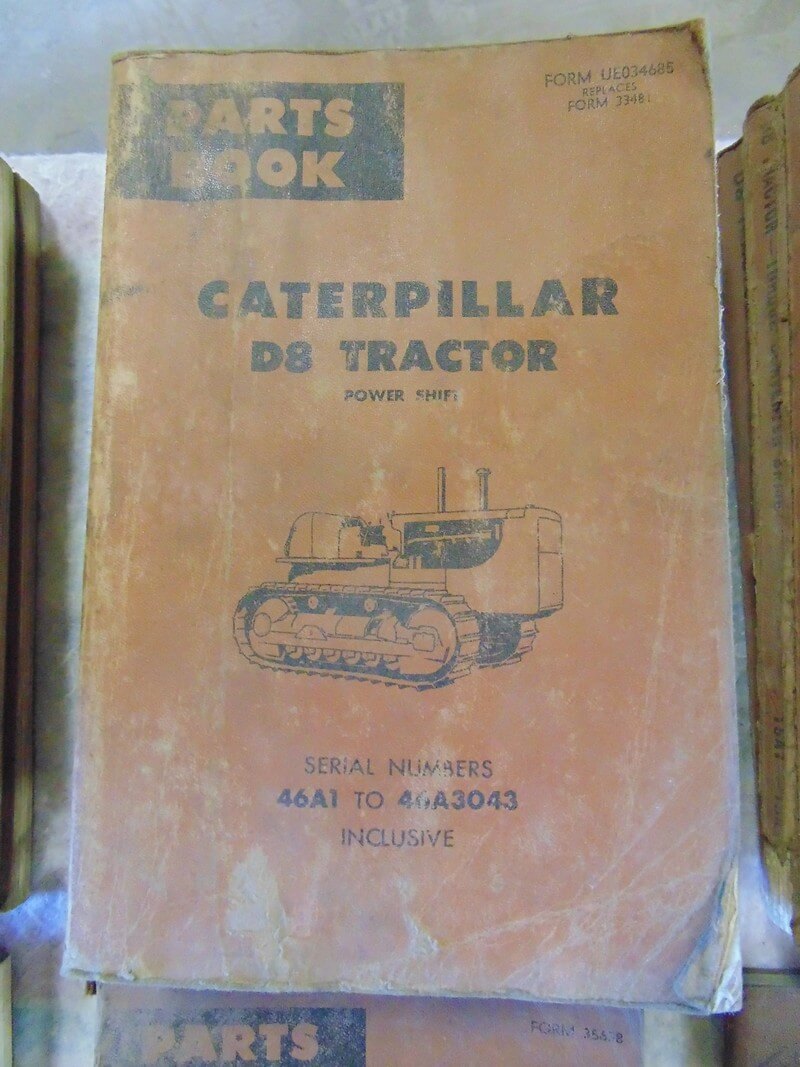 PARTS
BOOK
FORM UE034685
REPLACES
FORM 33481
CATERPILLAR
D8 TRACTOR
POWER SHIFT
SERIAL NUMBERS
46A1 TO 46A3043
INCLUSIVE
PARTS
FORM